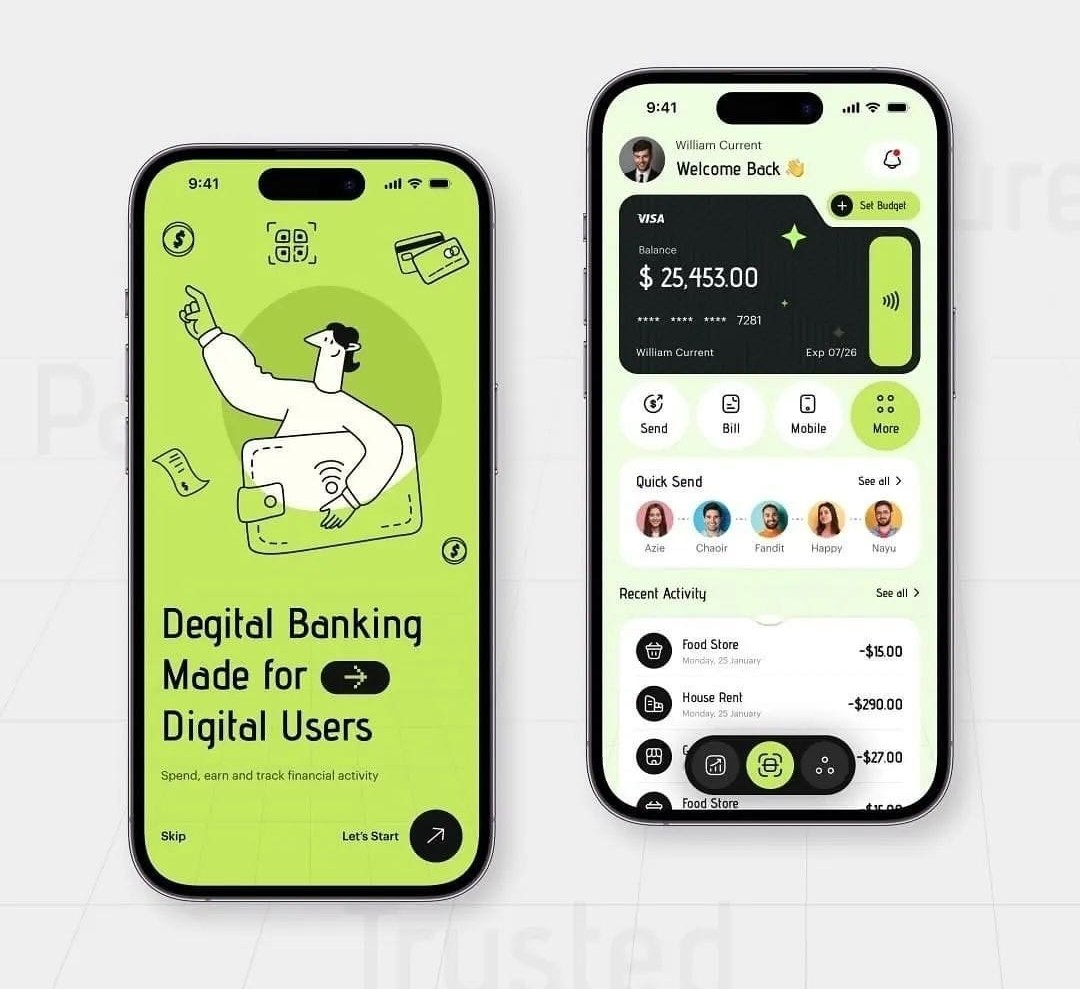 9:41
Degital Banking
Made for
Digital Users
Spend, earn and track financial activity
Skip
Let's Start
9:41
William Current
Welcome Back
Set Budget
VISA
Balance
$ 25,453.00
**** **** **** 7281
William Current
Exp 07/26
Send
Bill
Mobile
More
Quick Send
See all
Azie
Chaoir
Fandit
Happy
Nayu
Recent Activity
See all
Food Store
-$15.00
Monday, 25 January
House Rent
-$290.00
Monday, 25 January
-$27.00
Food Store
-$15.00
Trusted